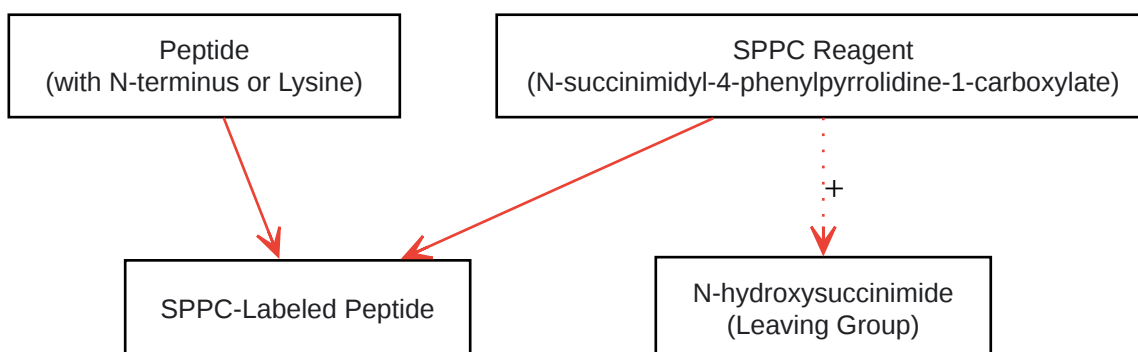 Peptide
(with N-terminus or Lysine)
SPPC Reagent
(N-succinimidyl-4-phenylpyrrolidine-1-carboxylate)
+
SPPC-Labeled Peptide
N-hydroxysuccinimide
(Leaving Group)